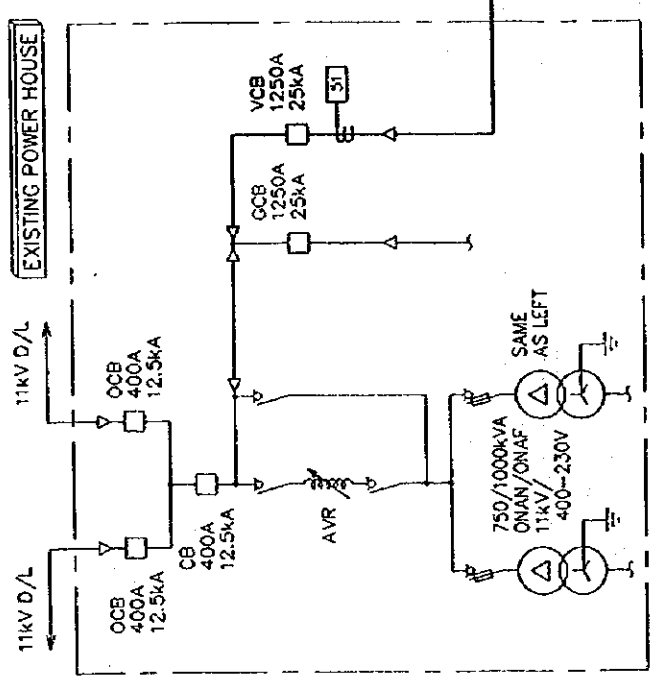 EXISTING POWER HOUSE
11kV D/L
11kV D/L
OCB
400A
12.5kA
OCB
400A
12.5kA
CB
400A
12.5kA
GCB
1250A
25kA
VCB
1250A
25kA
51
AVR
750/1000kVA
ONAN/ONAF
11kV/
400-230V
SAME
AS LEFT